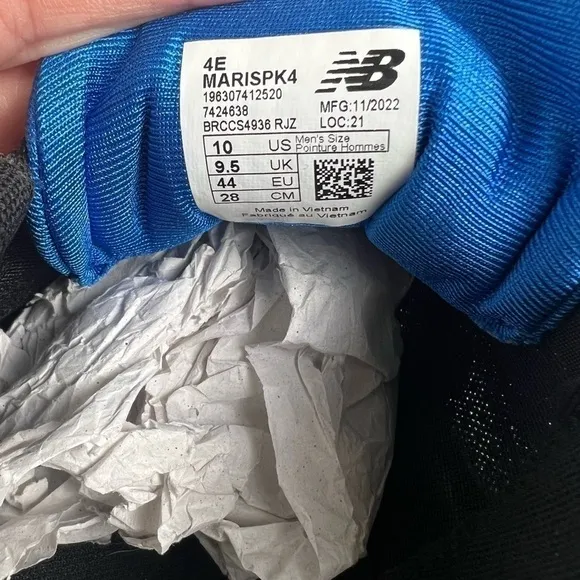 4E
MARISPK4
196307412520
7424638
BRCCS4936 RJZ
NB
MFG:11/2022
LOC:21
10 US Men's Size Pointure Hommes
9.5 UK
44 EU
28 CM
Made in Vietnam
Fabriqué au Vietnam